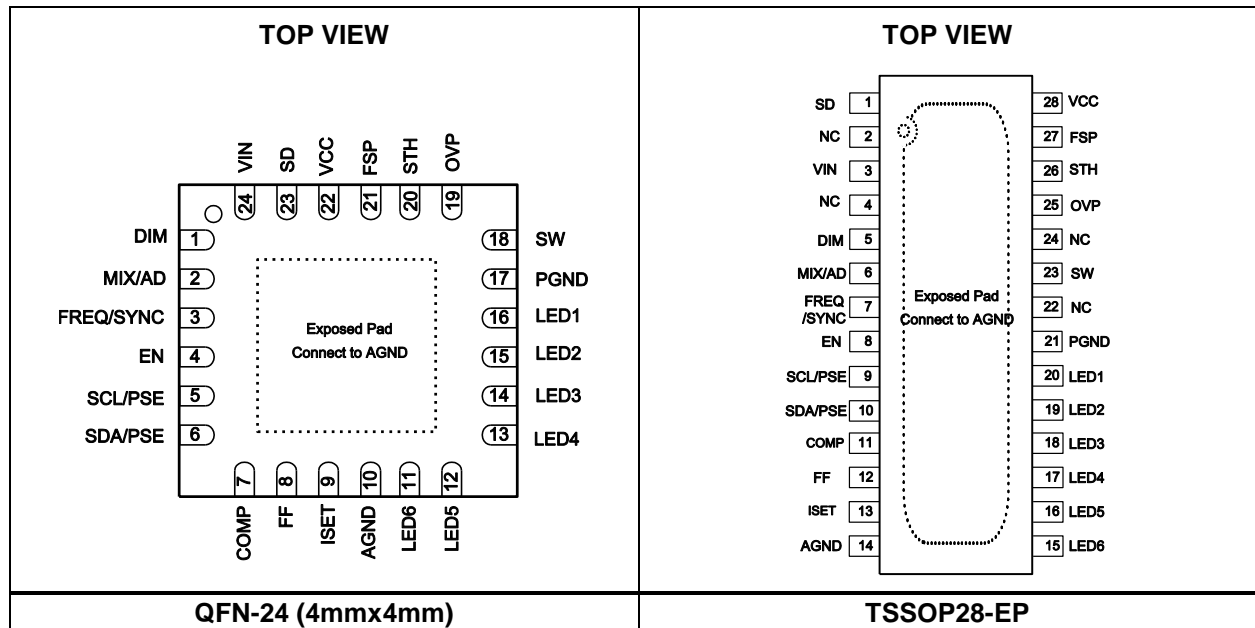 TOP VIEW
VIN
SD
VCC
FSP
STH
OVP
24
23
22
21
20
19
DIM 1
MIX/AD 2
FREQ/SYNC 3
EN 4
SCL/PSE 5
SDA/PSE 6
Exposed Pad
Connect to AGND
18 SW
17 PGND
16 LED1
15 LED2
14 LED3
13 LED4
7
8
9
10
11
12
COMP
FF
ISET
AGND
LED6
LED5
QFN-24 (4mmx4mm)
TOP VIEW
SD 1
NC 2
VIN 3
NC 4
DIM 5
MIX/AD 6
FREQ
/SYNC 7
EN 8
SCL/PSE 9
SDA/PSE 10
COMP 11
FF 12
ISET 13
AGND 14
Exposed Pad
Connect to AGND
28 VCC
27 FSP
26 STH
25 OVP
24 NC
23 SW
22 NC
21 PGND
20 LED1
19 LED2
18 LED3
17 LED4
16 LED5
15 LED6
TSSOP28-EP